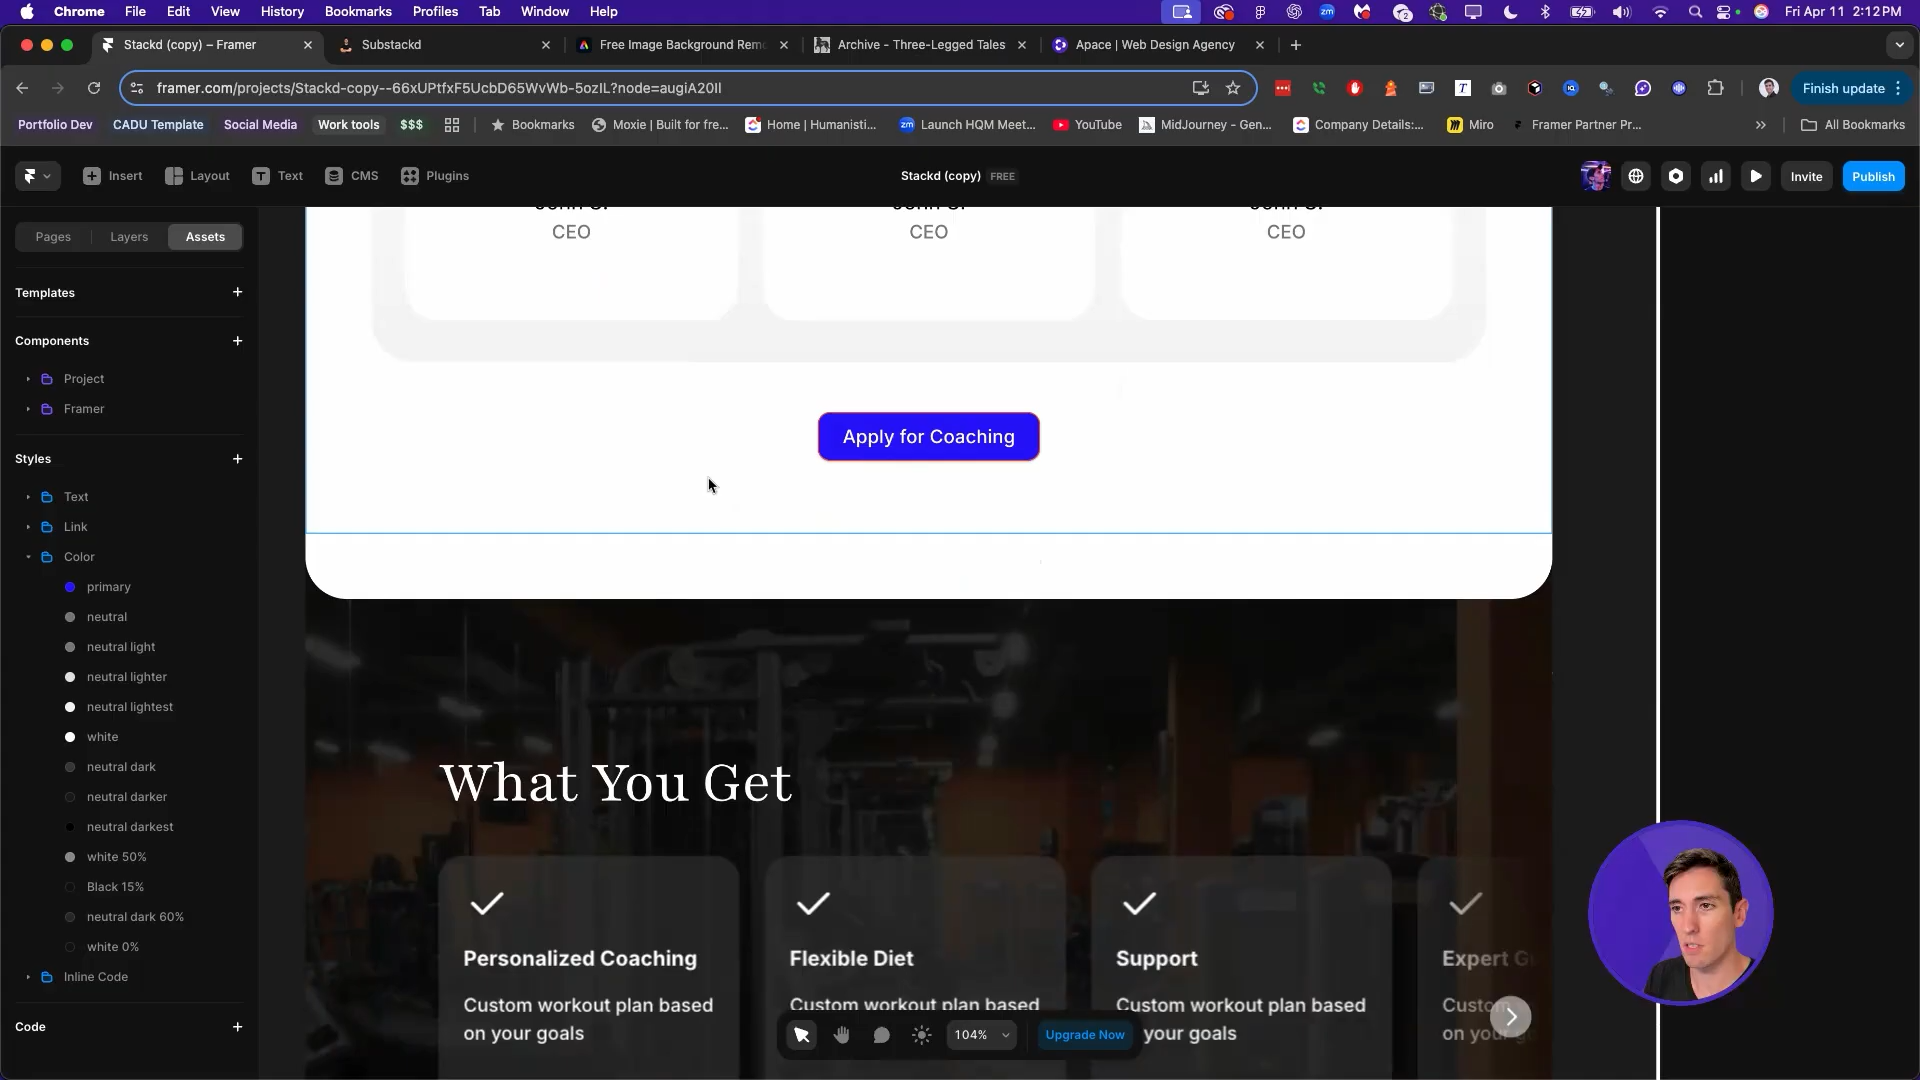 Chrome File Edit View History Bookmarks Profiles Tab Window Help
Fri Apr 11 2:12 PM
Stackd (copy) – Framer
Substackd
Free Image Background Rem
Archive - Three-Legged Tales
Apace | Web Design Agency
framer.com/projects/Stackd-copy--66xUPtfxF5UcbD65WvWb-5ozIL?node=augiA20II
Finish update
Portfolio Dev
CADU Template
Social Media
Work tools
$$$
Bookmarks
Moxie | Built for fre...
Home | Humanisti...
Launch HQM Meet...
YouTube
MidJourney - Gen...
Company Details:...
Miro
Framer Partner Pr...
All Bookmarks
Insert
Layout
Text
CMS
Plugins
Stackd (copy) FREE
Invite
Publish
Pages
Layers
Assets
Templates
Components
Project
Framer
Styles
Text
Link
Color
primary
neutral
neutral light
neutral lighter
neutral lightest
white
neutral dark
neutral darker
neutral darkest
white 50%
Black 15%
neutral dark 60%
white 0%
Inline Code
Code
CEO
CEO
CEO
Apply for Coaching
What You Get
Personalized Coaching
Custom workout plan based
on your goals
Flexible Diet
Custom workout plan based
Support
Custom workout plan based
your goals
Expert
104%
Upgrade Now